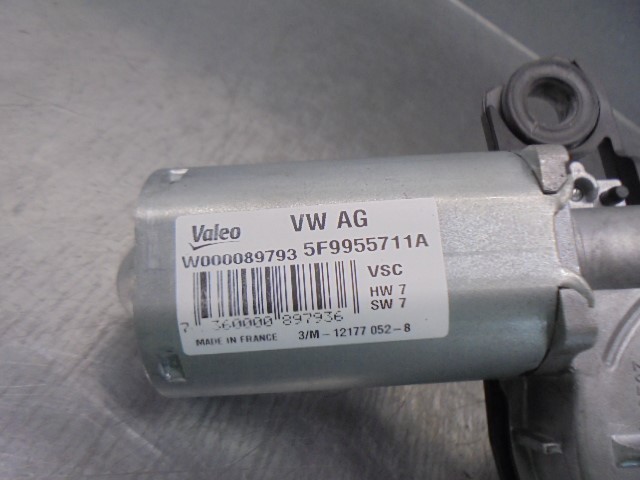 Valeo VW AG
W000089793 5F9955711A
VSC
HW 7
SW 7
7 360000 897936
MADE IN FRANCE 3/M-12177 052-8